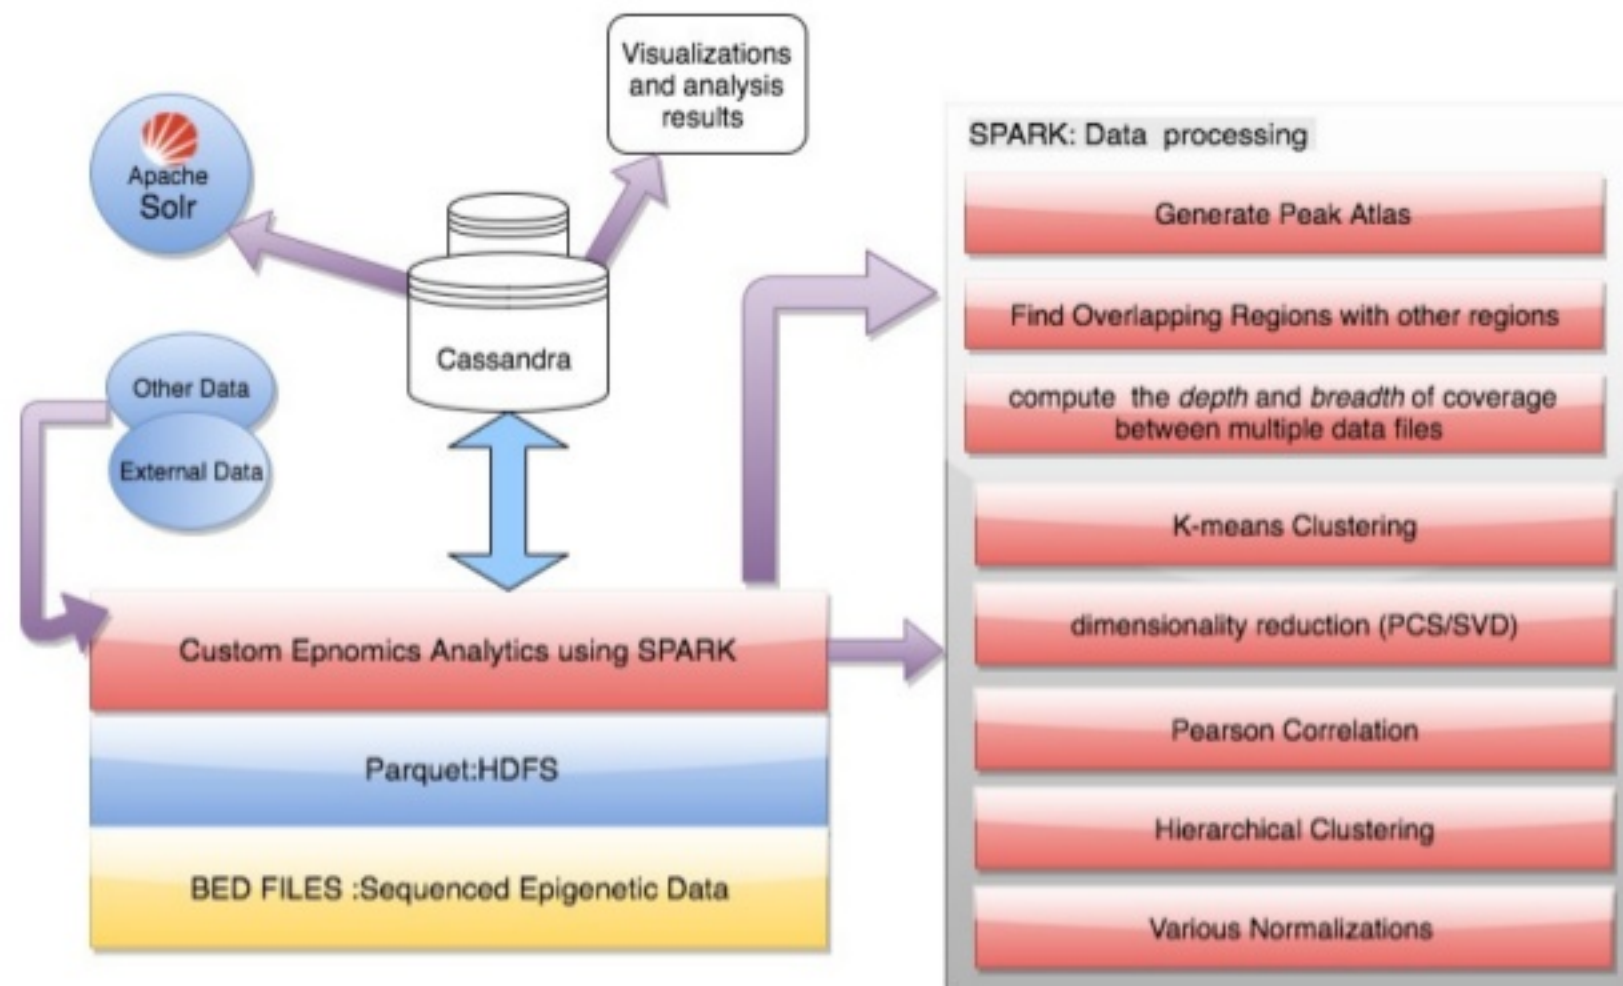 Visualizations
and analysis
results
Apache
Solr
Cassandra
Other Data
External Data
Custom Epnomics Analytics using SPARK
Parquet:HDFS
BED FILES :Sequenced Epigenetic Data
SPARK: Data processing
Generate Peak Atlas
Find Overlapping Regions with other regions
compute the depth and breadth of coverage
between multiple data files
K-means Clustering
dimensionality reduction (PCS/SVD)
Pearson Correlation
Hierarchical Clustering
Various Normalizations